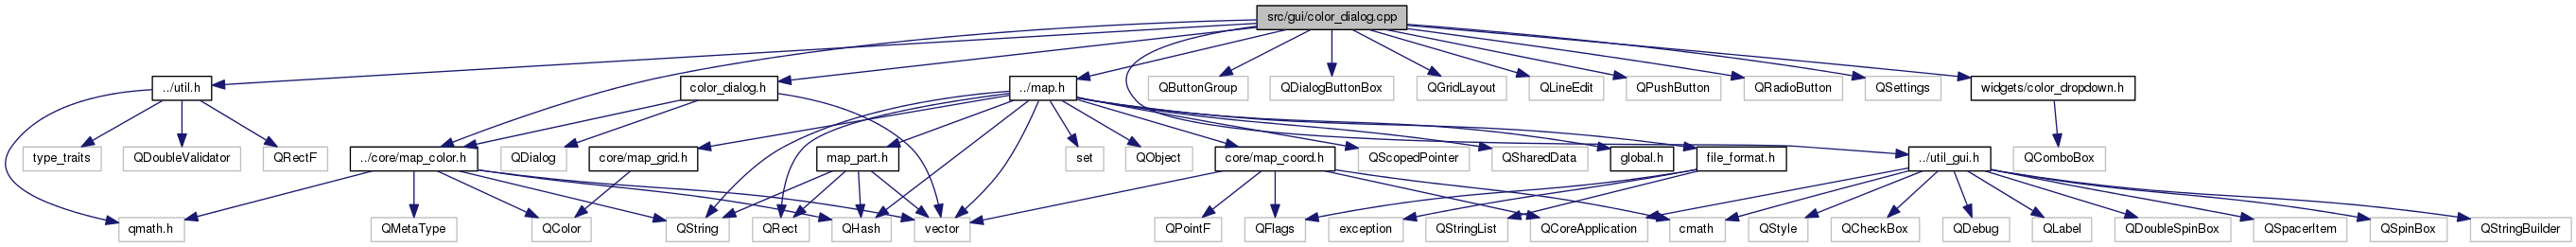 src/gui/color_dialog.cpp
../util.h
color_dialog.h
../map.h
QButtonGroup
QDialogButtonBox
QGridLayout
QLineEdit
QPushButton
QRadioButton
QSettings
widgets/color_dropdown.h
type_traits
QDoubleValidator
QRectF
../core/map_color.h
QDialog
core/map_grid.h
map_part.h
set
QObject
core/map_coord.h
QScopedPointer
QSharedData
global.h
file_format.h
../util_gui.h
QComboBox
qmath.h
QMetaType
QColor
QString
QRect
QHash
vector
QPointF
QFlags
exception
QStringList
QCoreApplication
cmath
QStyle
QCheckBox
QDebug
QLabel
QDoubleSpinBox
QSpacerItem
QSpinBox
QStringBuilder